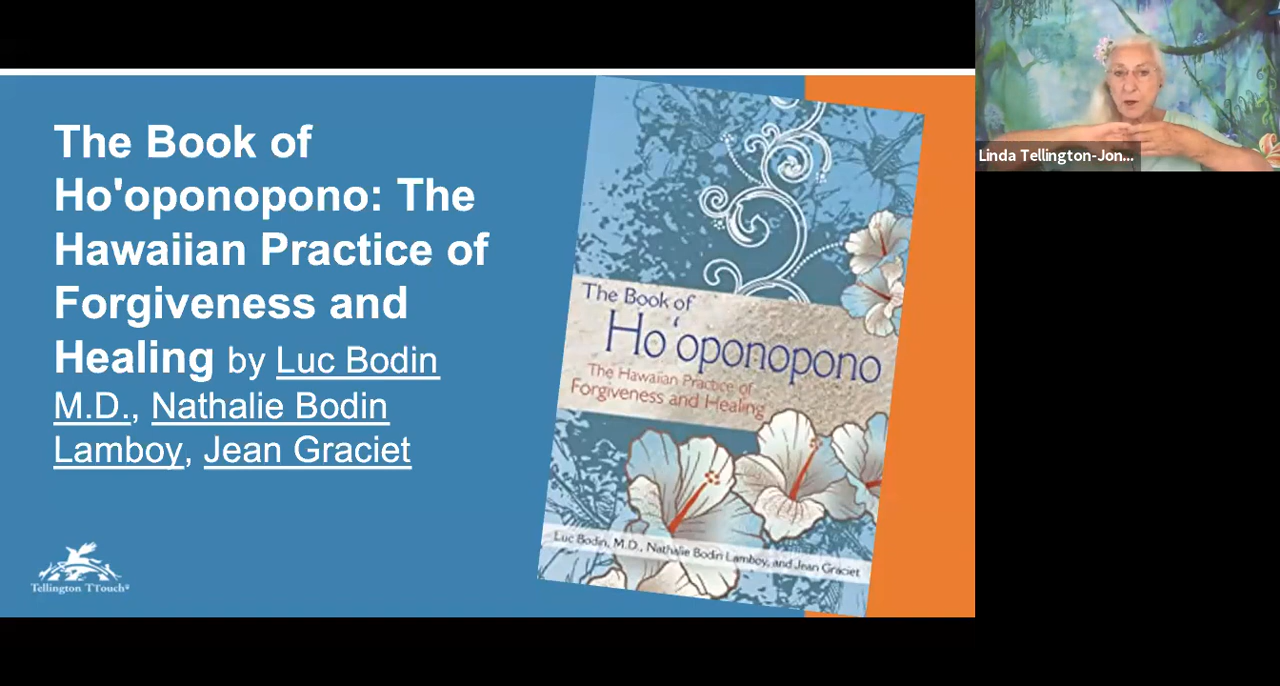 The Book of
Ho'oponopono: The
Hawaiian Practice of
Forgiveness and
Healing by Luc Bodin
M.D., Nathalie Bodin
Lamboy, Jean Graciet
Tellington TTouch®
The Book of
Ho‘oponopono
The Hawaiian Practice of
Forgiveness and Healing
Luc Bodin, M.D., Nathalie Bodin Lamboy, and Jean Graciet
Linda Tellington-Jon...